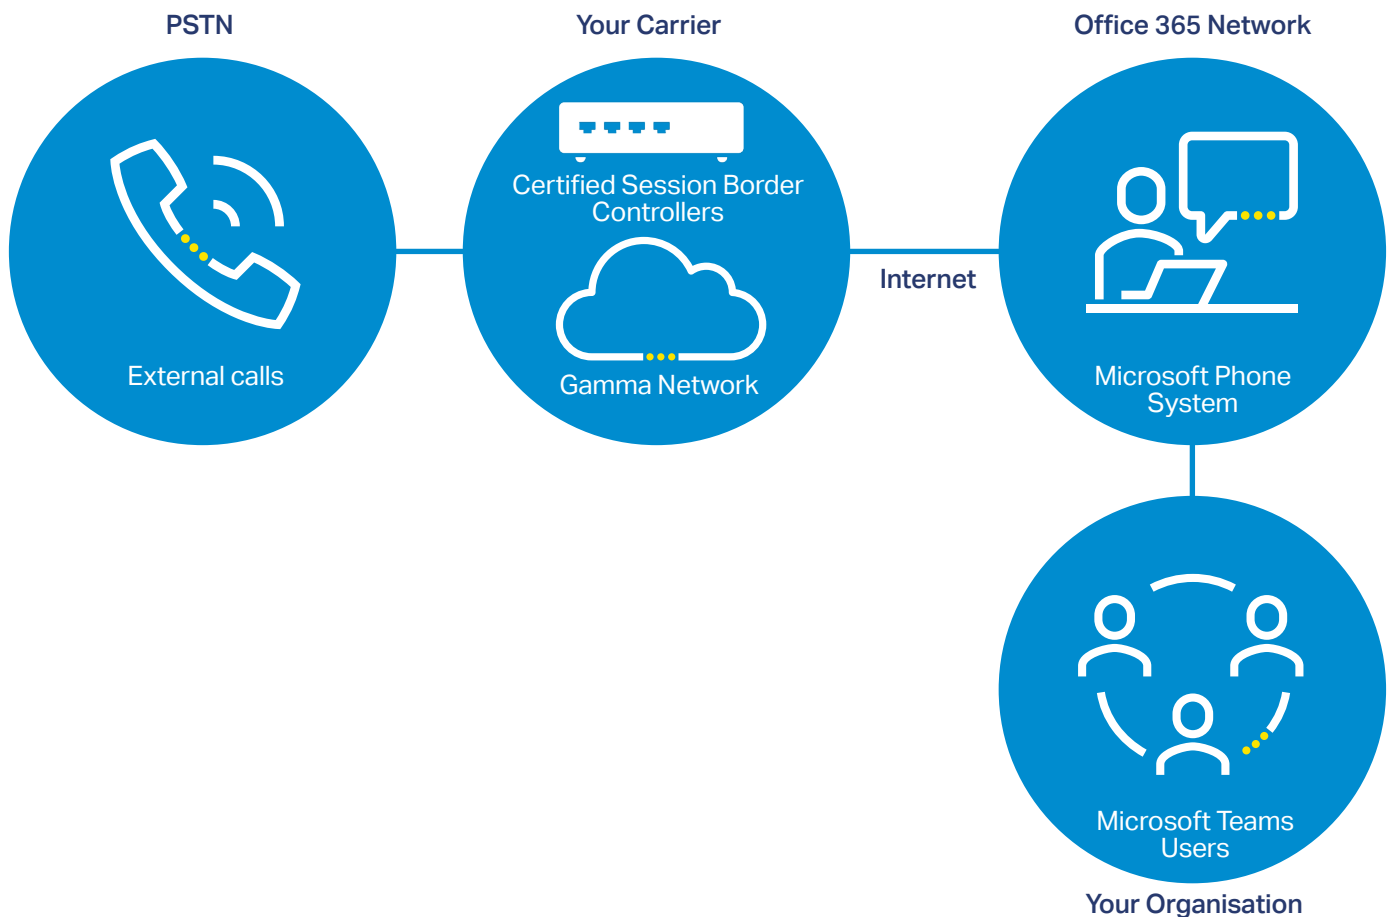 PSTN
Your Carrier
Office 365 Network
Certified Session Border
Controllers
Internet
External calls
Gamma Network
Microsoft Phone
System
Microsoft Teams
Users
Your Organisation